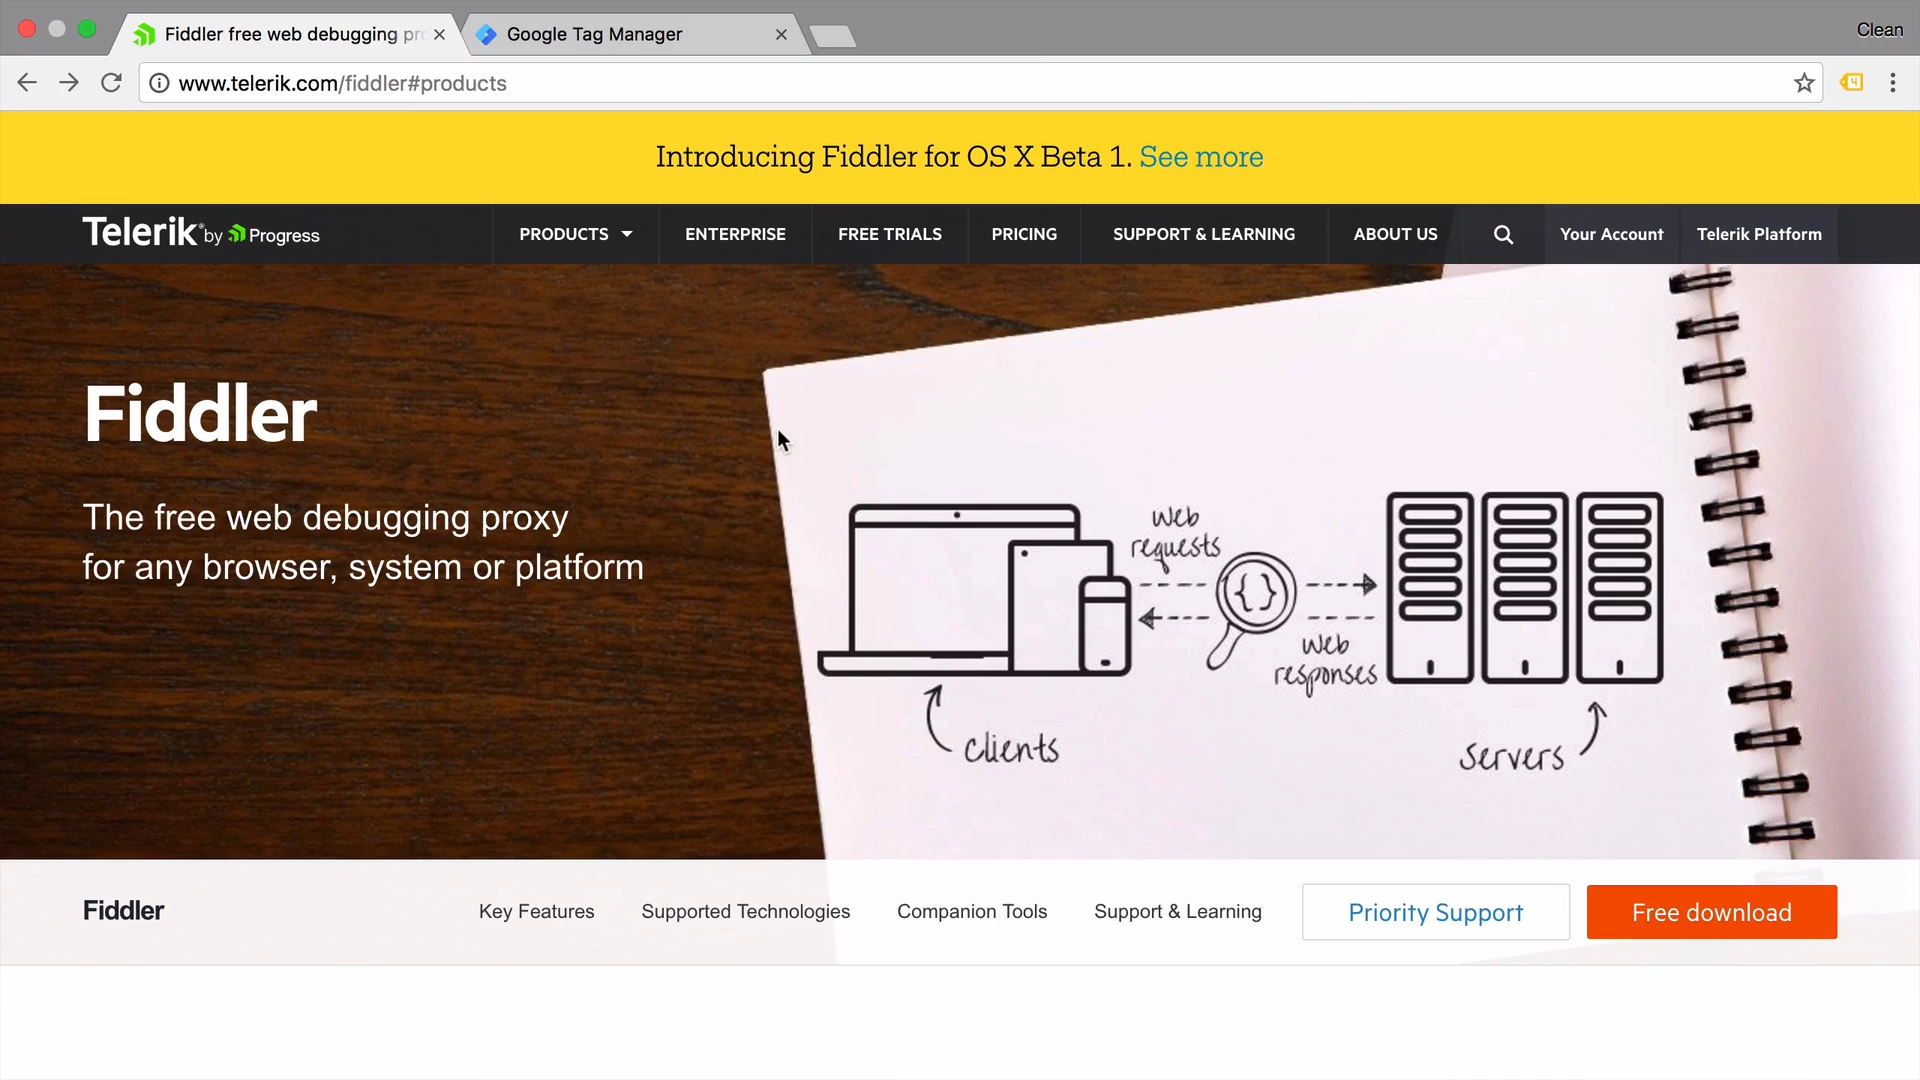 Fiddler free web debugging pro
Google Tag Manager
Clean
www.telerik.com/fiddler#products
4
Introducing Fiddler for OS X Beta 1. See more
Telerik® by Progress
PRODUCTS
ENTERPRISE
FREE TRIALS
PRICING
SUPPORT & LEARNING
ABOUT US
Your Account
Telerik Platform
Fiddler
The free web debugging proxy
for any browser, system or platform
web
requests
{ }
web
responses
clients
servers
Fiddler
Key Features
Supported Technologies
Companion Tools
Support & Learning
Priority Support
Free download